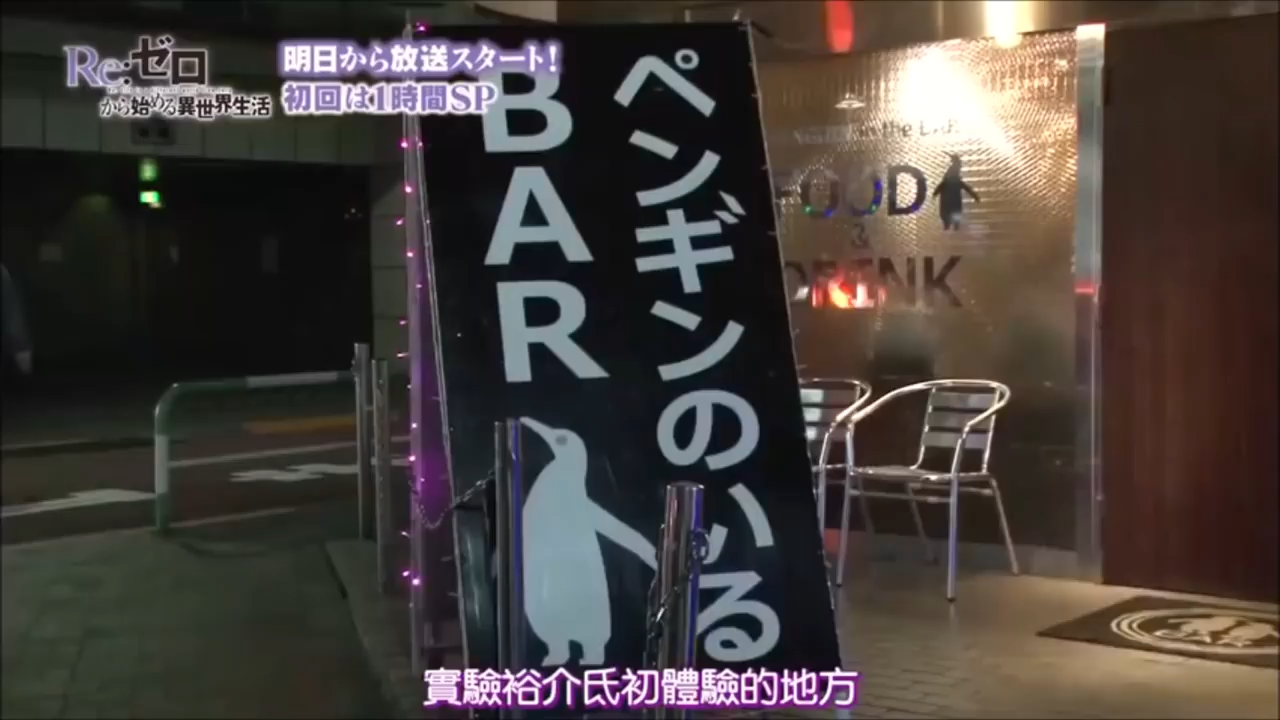 Re:ゼロ
から始める異世界生活
明日から放送スタート!
初回は1時間SP
ペンギンのいる
BAR
the
FOOD
&
DRINK
實驗裕介氏初體驗的地方